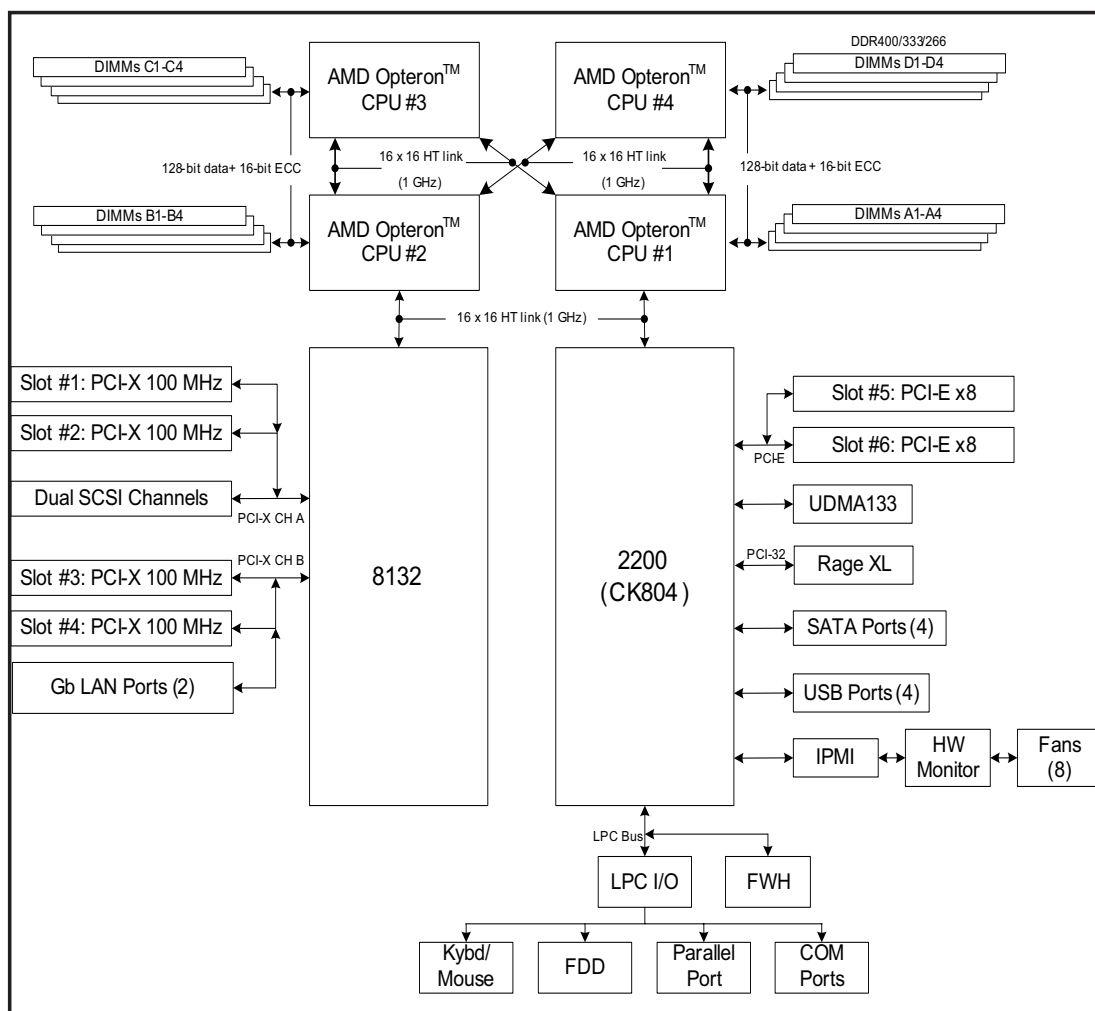 DDR400/333/266
DIMMs C1-C4
AMD Opteron™
CPU #3
AMD Opteron™
CPU #4
DIMMs D1-D4
128-bit data+ 16-bit ECC
16 x 16 HT link
(1 GHz)
16 x 16 HT link
(1 GHz)
128-bit data+ 16-bit ECC
DIMMs B1-B4
AMD Opteron™
CPU #2
AMD Opteron™
CPU #1
DIMMs A1-A4
16 x 16 HT link (1 GHz)
Slot #1: PCI-X 100 MHz
Slot #2: PCI-X 100 MHz
Dual SCSI Channels
PCI-X CH A
PCI-X CH B
Slot #3: PCI-X 100 MHz
Slot #4: PCI-X 100 MHz
Gb LAN Ports (2)
8132
2200
(CK804)
Slot #5: PCI-E x8
Slot #6: PCI-E x8
PCI-E
UDMA133
PCI-32
Rage XL
SATA Ports (4)
USB Ports (4)
IPMI
HW
Monitor
Fans
(8)
LPC Bus
LPC I/O
FWH
Kybd/
Mouse
FDD
Parallel
Port
COM
Ports